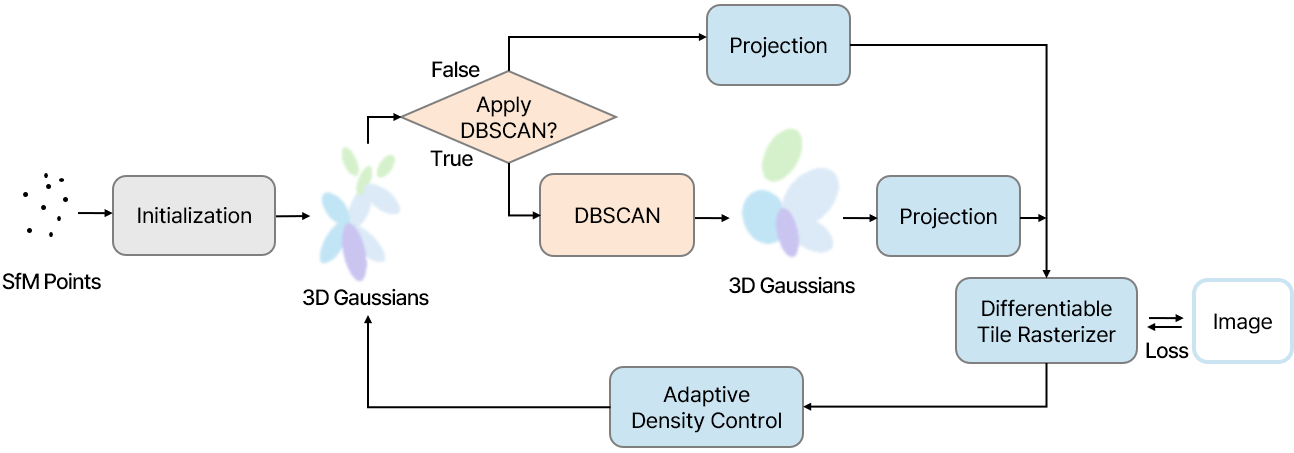 Projection
False
Apply
DBSCAN?
True
Initialization
DBSCAN
Projection
SfM Points
3D Gaussians
3D Gaussians
Differentiable
Tile Rasterizer
Image
Loss
Adaptive
Density Control